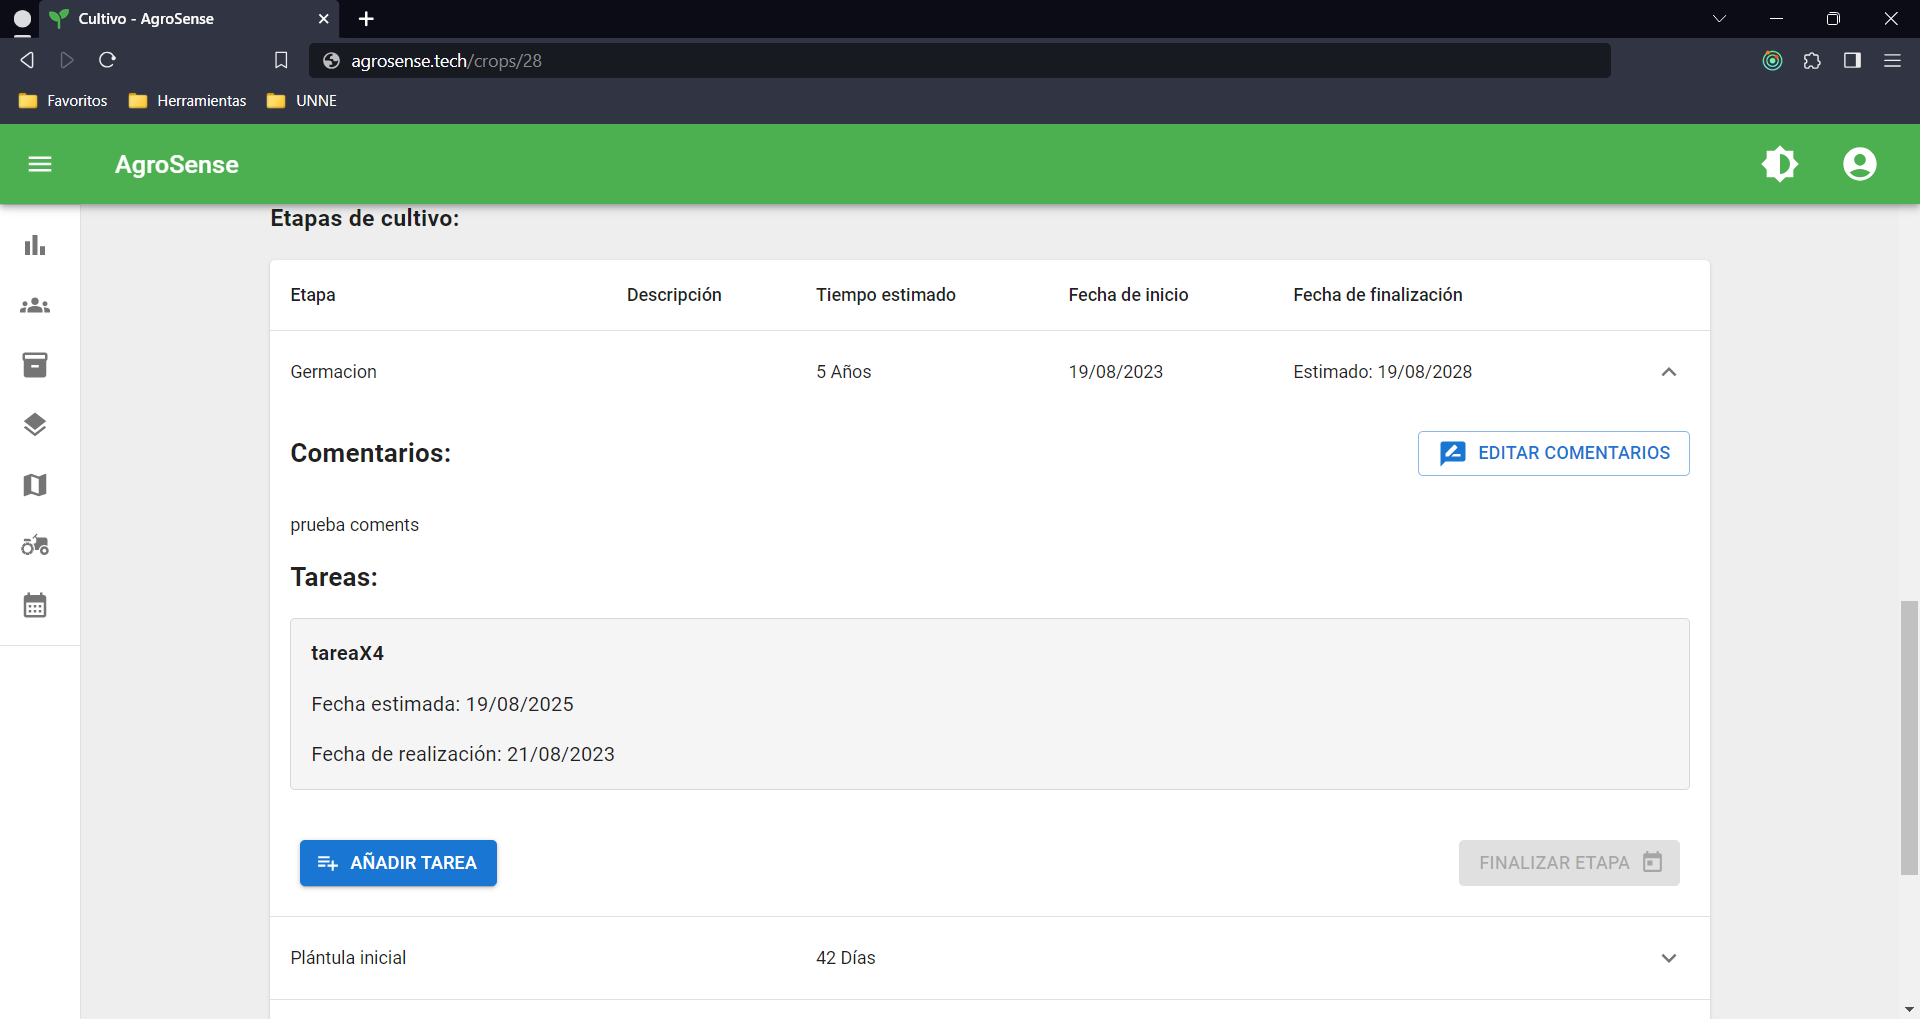 Cultivo - AgroSense
agrosense.tech/crops/28
Favoritos Herramientas UNNE
AgroSense
Etapas de cultivo:
Etapa Descripción Tiempo estimado Fecha de inicio Fecha de finalización
Germacion 5 Años 19/08/2023 Estimado: 19/08/2028
Comentarios: EDITAR COMENTARIOS
prueba coments
Tareas:
tareaX4
Fecha estimada: 19/08/2025
Fecha de realización: 21/08/2023
AÑADIR TAREA FINALIZAR ETAPA
Plántula inicial 42 Días